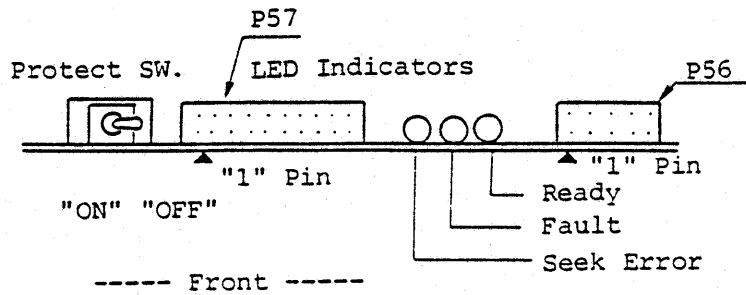 P57
Protect SW. LED Indicators
P56
"1" Pin "1" Pin
"ON" "OFF"
Ready
Fault
Seek Error
----- Front -----